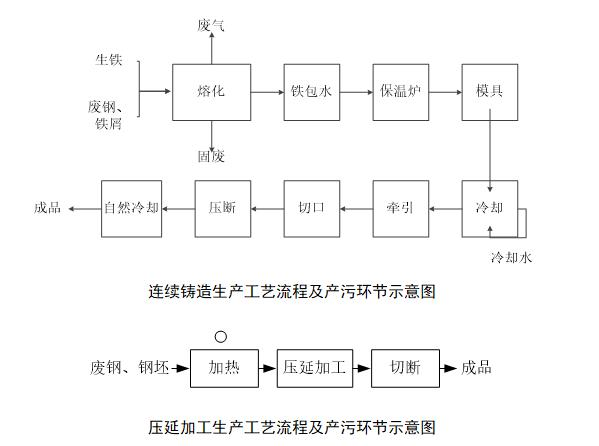 废气
生铁
熔化
铁包水
保温炉
模具
废钢、
铁屑
固废
成品
自然冷却
压断
切口
牵引
冷却
冷却水
连续铸造生产工艺流程及产污环节示意图
废钢、钢坯
加热
压延加工
切断
成品
压延加工生产工艺流程及产污环节示意图